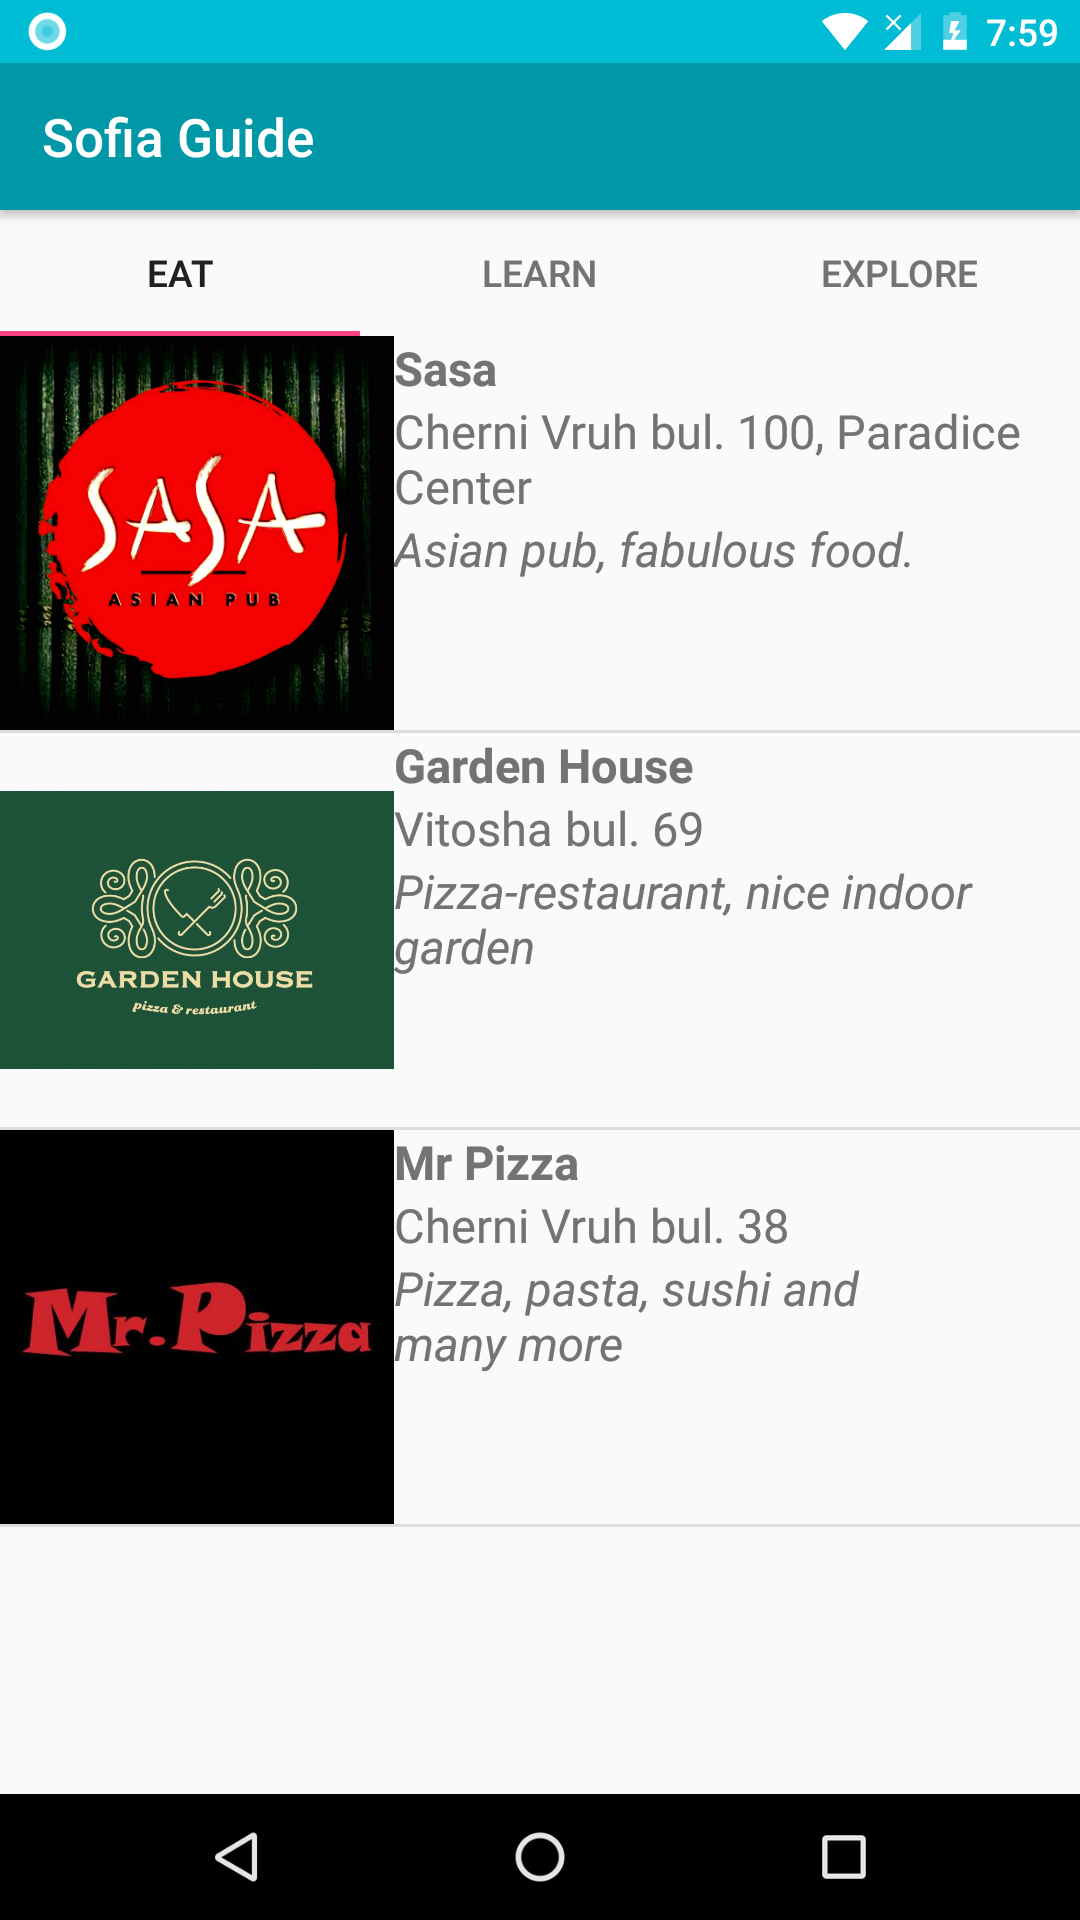 7:59
Sofia Guide
EAT
LEARN
EXPLORE
SASA
ASIAN PUB
Sasa
Cherni Vruh bul. 100, Paradice
Center
Asian pub, fabulous food.
GARDEN HOUSE
pizza & restaurant
Garden House
Vitosha bul. 69
Pizza-restaurant, nice indoor
garden
Mr. Pizza
Mr Pizza
Cherni Vruh bul. 38
Pizza, pasta, sushi and
many more